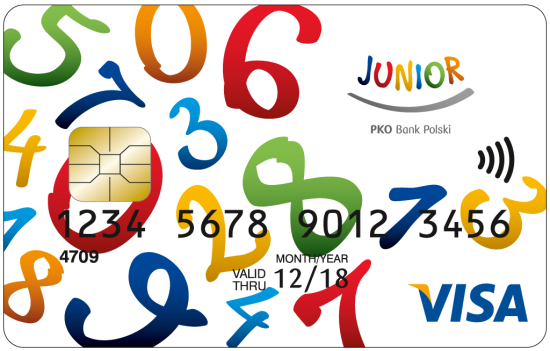 JUNIOR
PKO Bank Polski
1234 5678 9012 3456
4709
MONTH/YEAR
VALID THRU 12/18
VISA